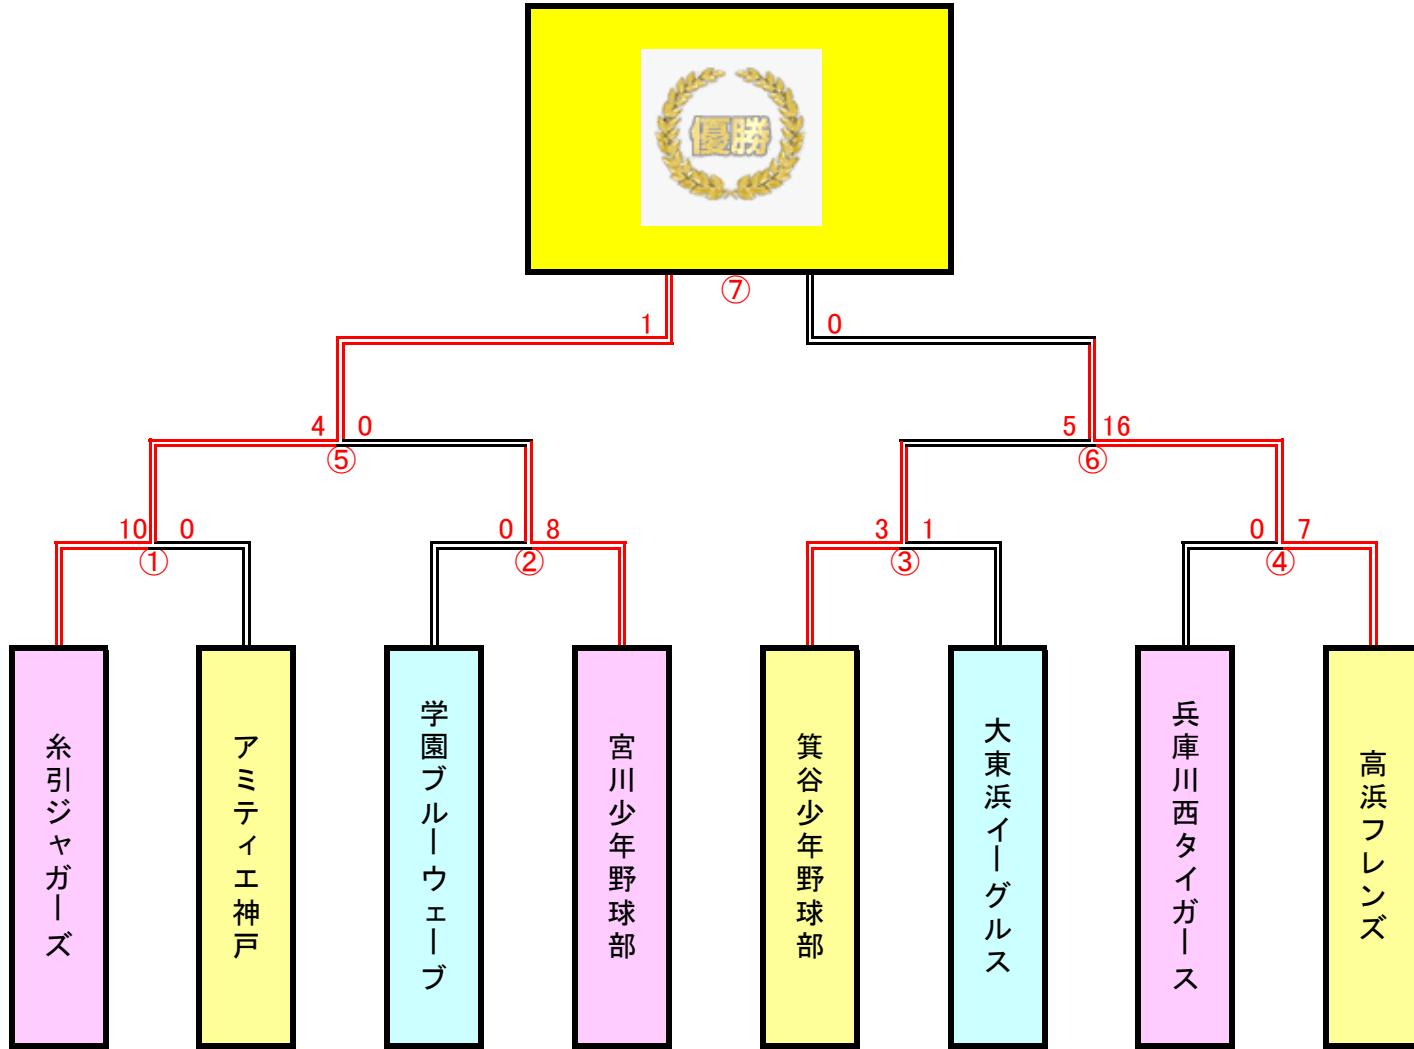 優勝
⑦
1
0
4
0
5
16
⑤
⑥
10
0
0
8
3
1
0
7
①
②
③
④
糸引ジャガーズ
アミティエ神戸
学園ブルーウェーブ
宮川少年野球部
箕谷少年野球部
大東浜イーグルス
兵庫川西タイガース
高浜フレンズ